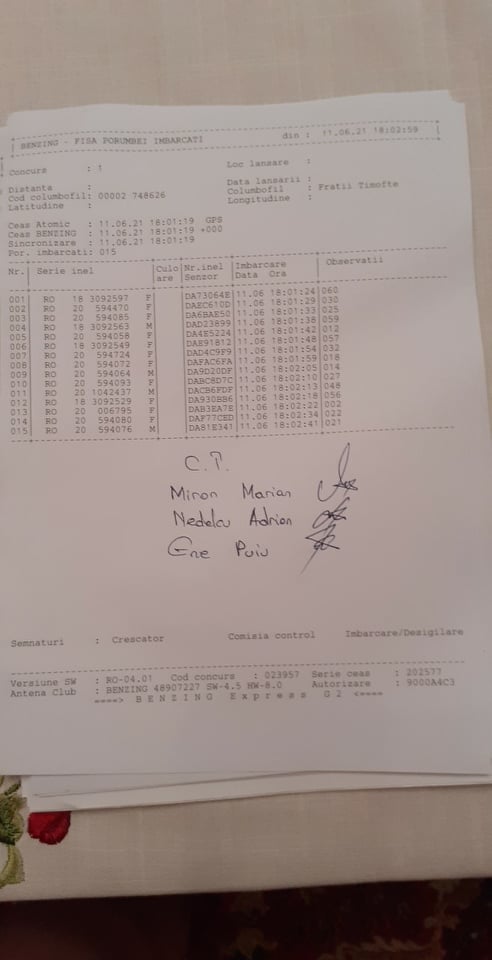 BENZING - FISA PORUMBEI IMBARCATI din : 11.06.21 18:02:59
Concurs : 1 Loc lansare :
Distanta : Data lansarii :
Cod columbofil: 00002 748626 Columbofil : Fratii Timofte
Latitudine : Longitudine :
Ceas Atomic : 11.06.21 18:01:19 GPS
Ceas BENZING : 11.06.21 18:01:19 +000
Sincronizare : 11.06.21 18:01:19
Por. imbarcati: 015
Nr. Serie inel Culo Nr.inel Imbarcare Observatii
are Senzor Data Ora
001 RO 18 3092597 F DA73064E 11.06 18:01:24 060
002 RO 20 594470 F DAEC610D 11.06 18:01:29 030
003 RO 20 594085 F DA6BAE50 11.06 18:01:33 025
004 RO 18 3092563 M DAD23899 11.06 18:01:38 059
005 RO 20 594058 F DA4E5224 11.06 18:01:42 012
006 RO 18 3092549 F DAE91812 11.06 18:01:48 057
007 RO 20 594724 F DAD4C9F9 11.06 18:01:54 032
008 RO 20 594072 F DAFAC6FA 11.06 18:01:59 018
009 RO 20 594064 M DA9D20DF 11.06 18:02:05 014
010 RO 20 594093 F DABC8D7C 11.06 18:02:10 027
011 RO 21 1042437 M DACB6FDF 11.06 18:02:13 048
012 RO 18 3092529 F DA930BB6 11.06 18:02:18 056
013 RO 20 006795 F DAB3EA7E 11.06 18:02:22 002
014 RO 20 594080 F DAF77CED 11.06 18:02:34 022
015 RO 20 594076 M DA81E341 11.06 18:02:41 021
C.T.
Miron Marian
Nedelcu Adrian
Ene Puiu
Semnaturi : Crescator Comisia control Imbarcare/Desigilare
Versiune SW : RO-04.01 Cod concurs : 023957 Serie ceas : 202577
Antena Club : BENZING 48907227 SW-4.5 HW-8.0 Autorizare : 9000A4C3
====> B E N Z I N G E x p r e s s G 2 <====